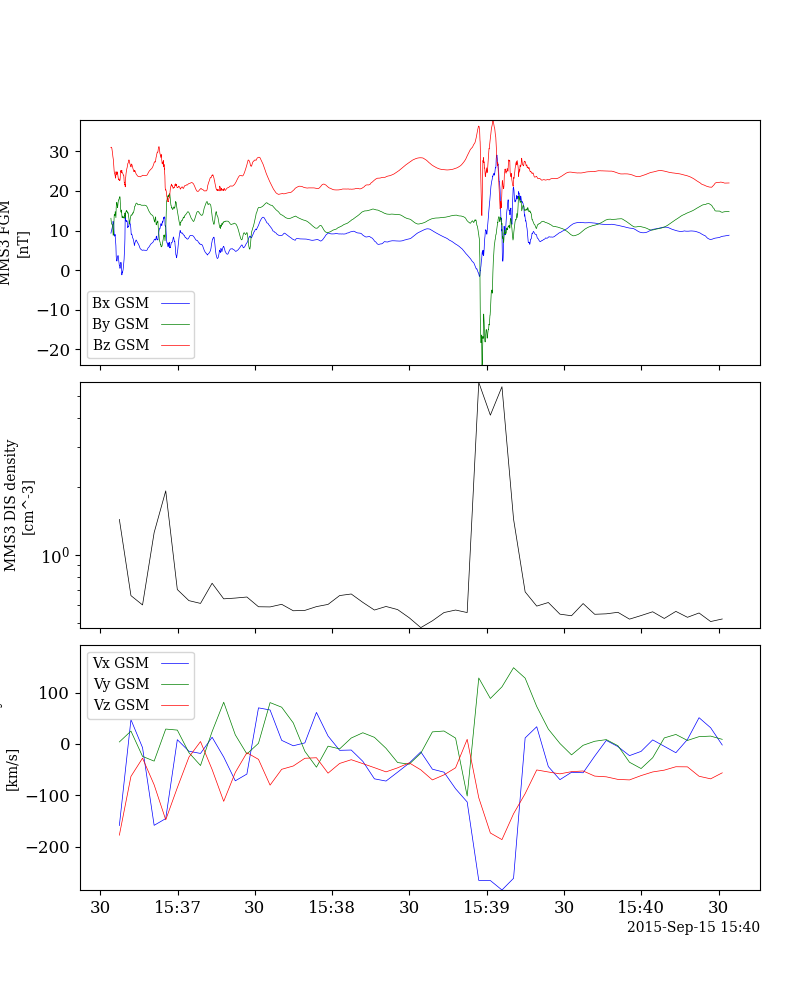 MMS3 FGM
[nT]
30
20
10
0
−10
−20
Bx GSM
By GSM
Bz GSM
MMS3 DIS density
[cm^-3]
10^0
[km/s]
100
0
−100
−200
Vx GSM
Vy GSM
Vz GSM
30 15:37 30 15:38 30 15:39 30 15:40 30
2015-Sep-15 15:40